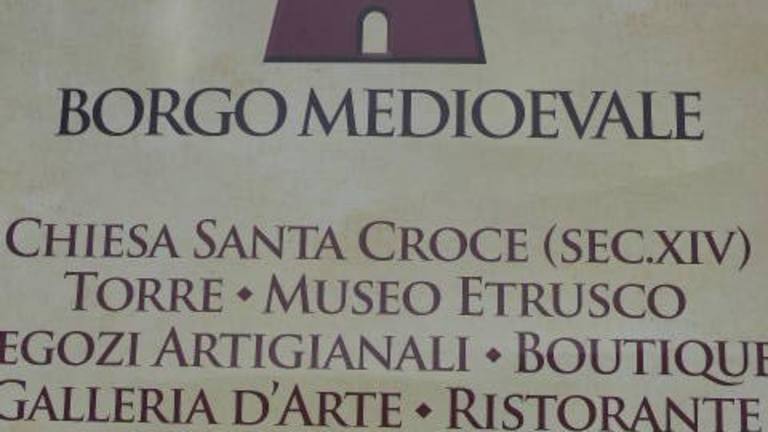 BORGO MEDIOEVALE
CHIESA SANTA CROCE (SEC.XIV)
TORRE ◆ MUSEO ETRUSCO
EGOZI ARTIGIANALI ◆ BOUTIQUE
GALLERIA D'ARTE ◆ RISTORANTE